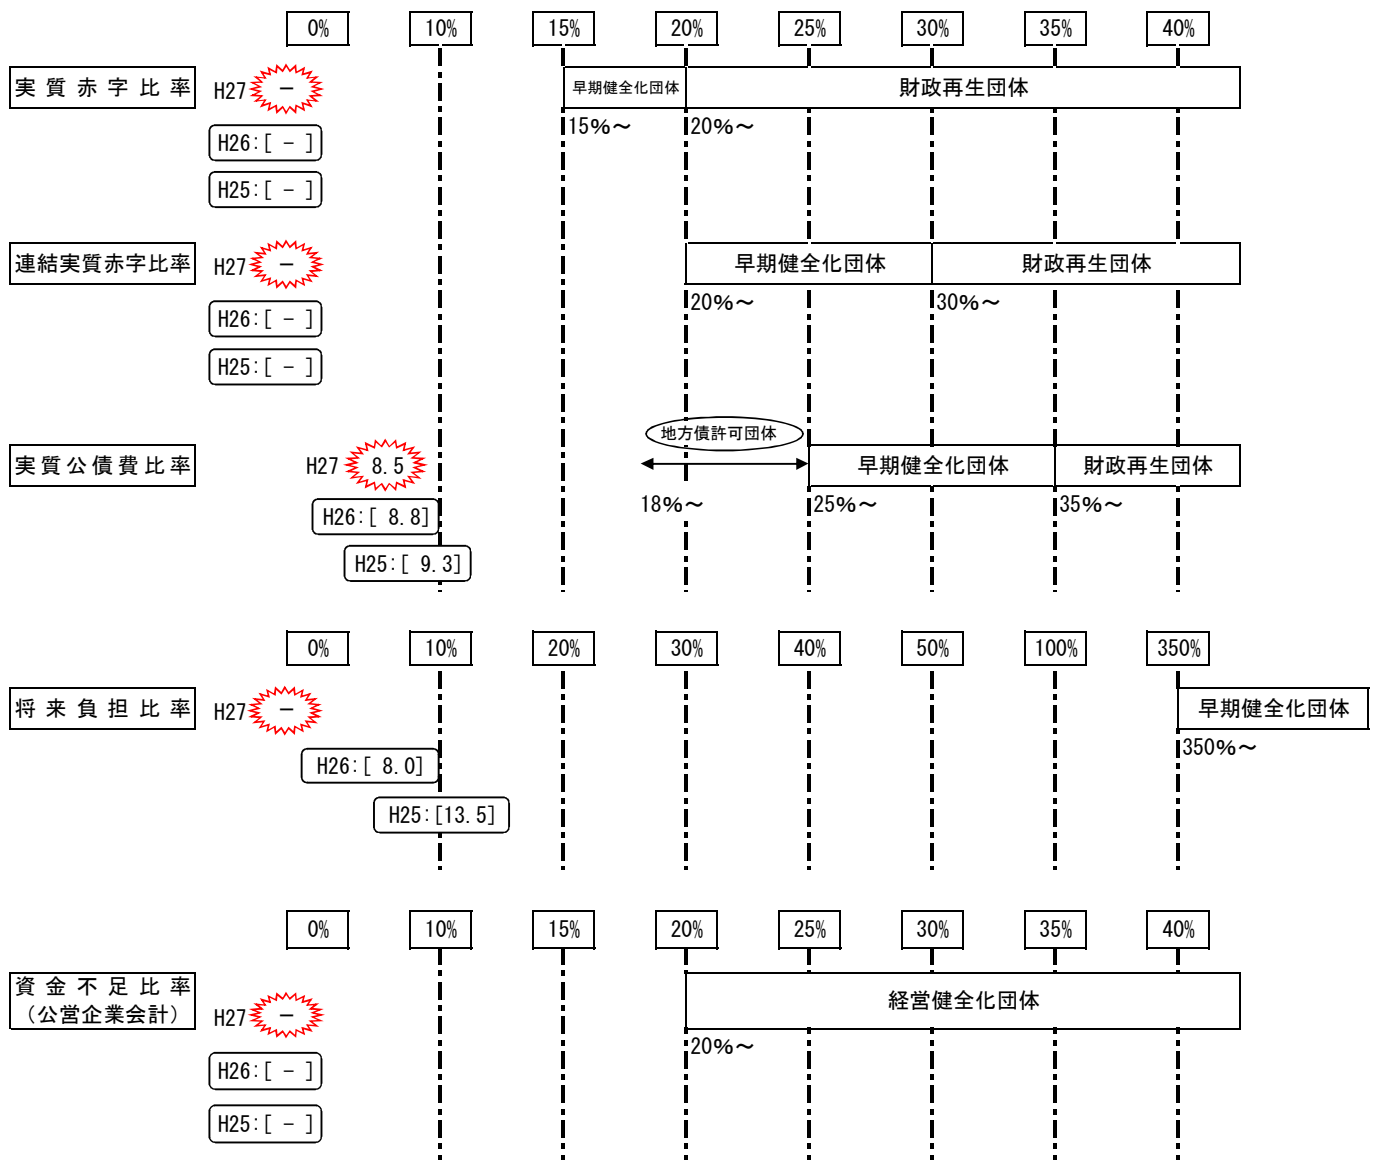 0% 10% 15% 20% 25% 30% 35% 40%
実質赤字比率 H27 － 早期健全化団体 財政再生団体
15%～ 20%～
H26:[ － ]
H25:[ － ]
連結実質赤字比率 H27 － 早期健全化団体 財政再生団体
20%～ 30%～
H26:[ － ]
H25:[ － ]
地方債許可団体
実質公債費比率 H27 8.5 早期健全化団体 財政再生団体
18%～ 25%～ 35%～
H26:[ 8.8]
H25:[ 9.3]
0% 10% 20% 30% 40% 50% 100% 350%
将来負担比率 H27 － 早期健全化団体
350%～
H26:[ 8.0]
H25:[13.5]
0% 10% 15% 20% 25% 30% 35% 40%
資金不足比率
（公営企業会計） H27 － 経営健全化団体
20%～
H26:[ － ]
H25:[ － ]